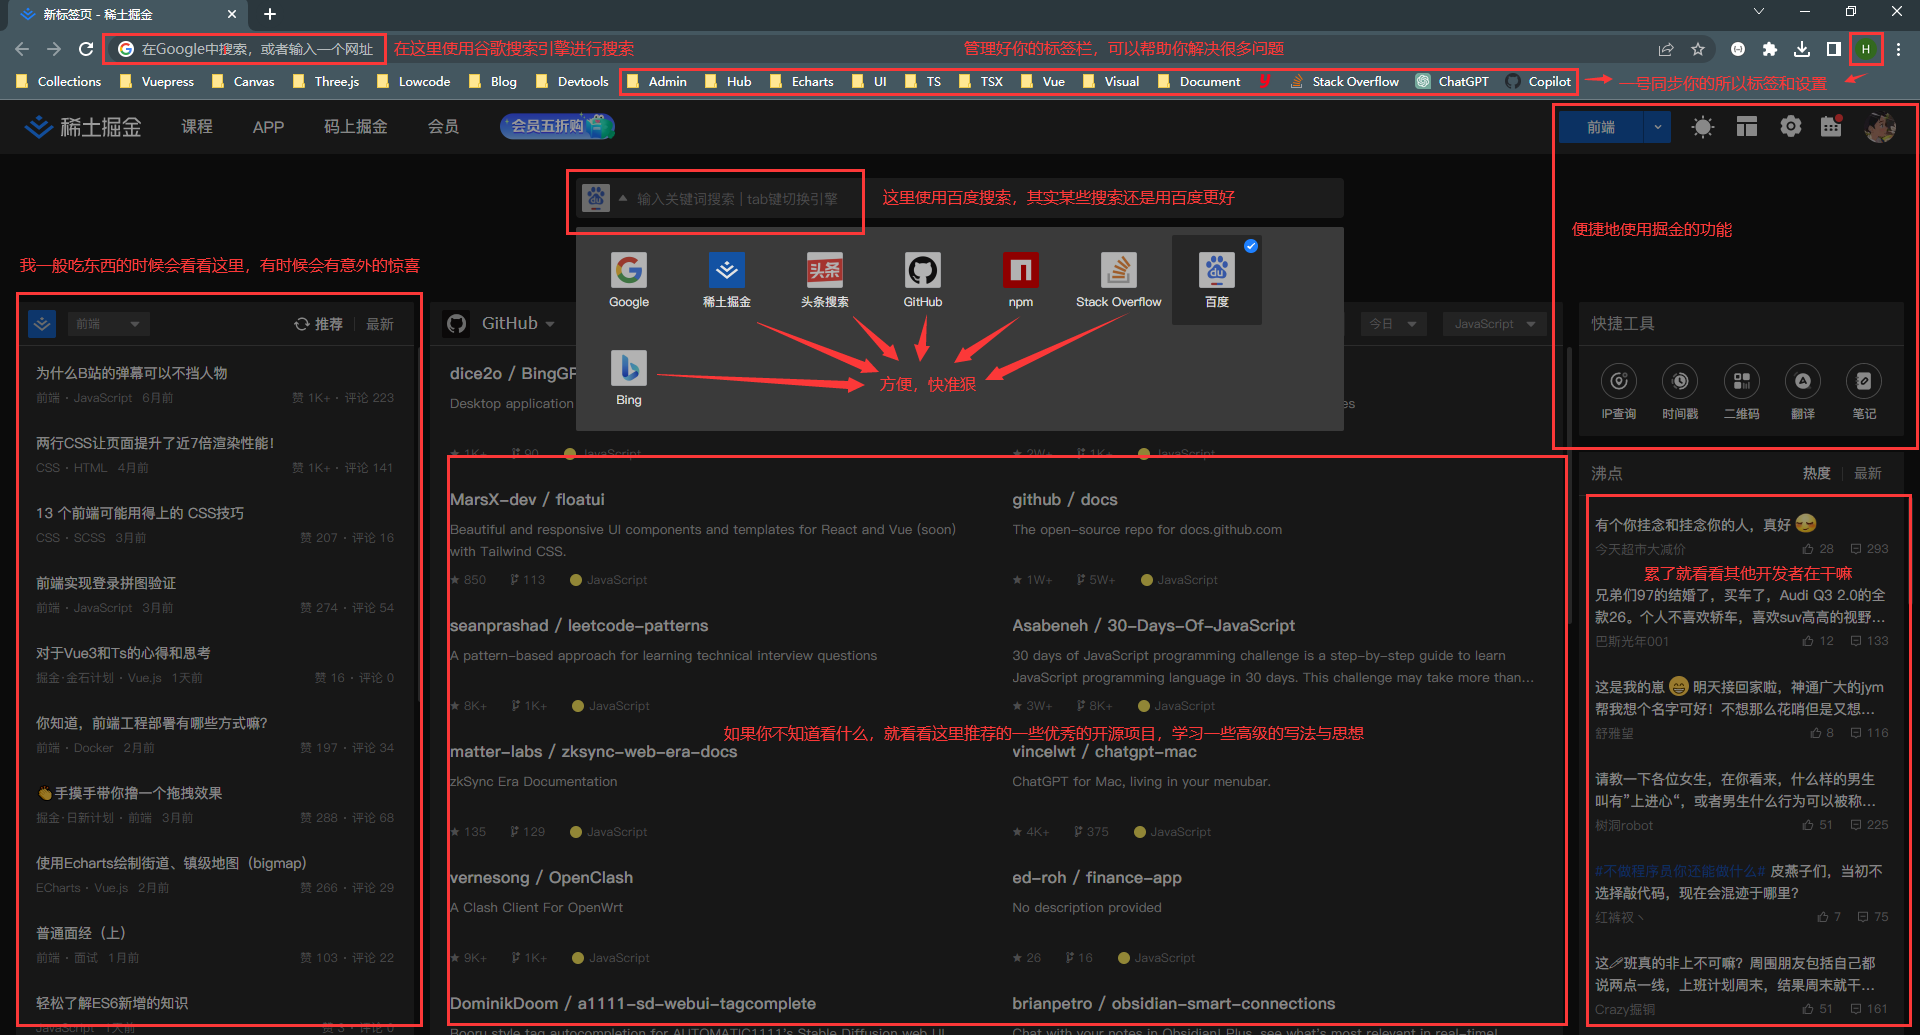 新标签页 - 稀土掘金
在Google中搜索，或者输入一个网址
在这里使用谷歌搜索引擎进行搜索
管理好你的标签栏，可以帮助你解决很多问题
H
Collections Vuepress Canvas Three.js Lowcode Blog Devtools Admin Hub Echarts UI TS TSX Vue Visual Document Stack Overflow ChatGPT Copilot
一号同步你的所以标签和设置
稀土掘金 课程 APP 码上掘金 会员 会员五折购 前端
输入关键词搜索 | tab键切换引擎
这里使用百度搜索，其实某些搜索还是用百度更好
便捷地使用掘金的功能
我一般吃东西的时候会看看这里，有时候会有意外的惊喜
头条
Google 稀土掘金 头条搜索 GitHub npm Stack Overflow 百度
Bing
方便，快准狠
前端 推荐 最新
为什么B站的弹幕可以不挡人物
前端 · JavaScript 6月前 赞 1K+ · 评论 223
两行CSS让页面提升了近7倍渲染性能！
CSS · HTML 4月前 赞 1K+ · 评论 141
13 个前端可能用得上的 CSS技巧
CSS · SCSS 3月前 赞 207 · 评论 16
前端实现登录拼图验证
前端 · JavaScript 3月前 赞 274 · 评论 54
对于Vue3和Ts的心得和思考
掘金·金石计划 · Vue.js 1天前 赞 16 · 评论 0
你知道，前端工程部署有哪些方式嘛？
前端 · Docker 2月前 赞 197 · 评论 34
👏手摸手带你撸一个拖拽效果
掘金·日新计划 · 前端 3月前 赞 288 · 评论 68
使用Echarts绘制街道、镇级地图（bigmap）
ECharts · Vue.js 2月前 赞 266 · 评论 29
普通面经（上）
前端 · 面试 1月前 赞 103 · 评论 22
轻松了解ES6新增的知识
JavaScript 1天前 赞 3 · 评论 0
GitHub 今日 JavaScript
dice2o / BingGP
Desktop application
es
1K+ 90 JavaScript
2W+ 1K+ JavaScript
MarsX-dev / floatui
Beautiful and responsive UI components and templates for React and Vue (soon)
with Tailwind CSS.
850 113 JavaScript
github / docs
The open-source repo for docs.github.com
1W+ 5W+ JavaScript
seanprashad / leetcode-patterns
A pattern-based approach for learning technical interview questions
8K+ 1K+ JavaScript
Asabeneh / 30-Days-Of-JavaScript
30 days of JavaScript programming challenge is a step-by-step guide to learn
JavaScript programming language in 30 days. This challenge may take more than...
3W+ 8K+ JavaScript
如果你不知道看什么，就看看这里推荐的一些优秀的开源项目，学习一些高级的写法与思想
matter-labs / zksync-web-era-docs
zkSync Era Documentation
135 129 JavaScript
vincelwt / chatgpt-mac
ChatGPT for Mac, living in your menubar.
4K+ 375 JavaScript
vernesong / OpenClash
A Clash Client For OpenWrt
9K+ 1K+ JavaScript
ed-roh / finance-app
No description provided
26 16 JavaScript
DominikDoom / a1111-sd-webui-tagcomplete
Booru style tag autocompletion for AUTOMATIC1111's Stable Diffusion web UI
brianpetro / obsidian-smart-connections
Chat with your notes in Obsidian! Plus, see what's most relevant in real-time!
快捷工具
IP查询 时间戳 二维码 翻译 笔记
沸点 热度 最新
有个你挂念和挂念你的人，真好
今天超市大减价 28 293
累了就看看其他开发者在干嘛
兄弟们97的结婚了，买车了，Audi Q3 2.0的全
款26。个人不喜欢轿车，喜欢suv高高的视野...
巴斯光年001 12 133
这是我的崽😁明天接回家啦，神通广大的jym
帮我想个名字可好！不想那么花哨但是又想...
舒雅望 8 116
请教一下各位女生，在你看来，什么样的男生
叫有”上进心“，或者男生什么行为可以被称...
树洞robot 51 225
#不做程序员你还能做什么# 皮燕子们，当初不
选择敲代码，现在会混迹于哪里？
红裤衩丶 7 75
这🖊班真的非上不可嘛？周围朋友包括自己都
说两点一线，上班计划周末，结果周末就干...
Crazy掘铜 51 161